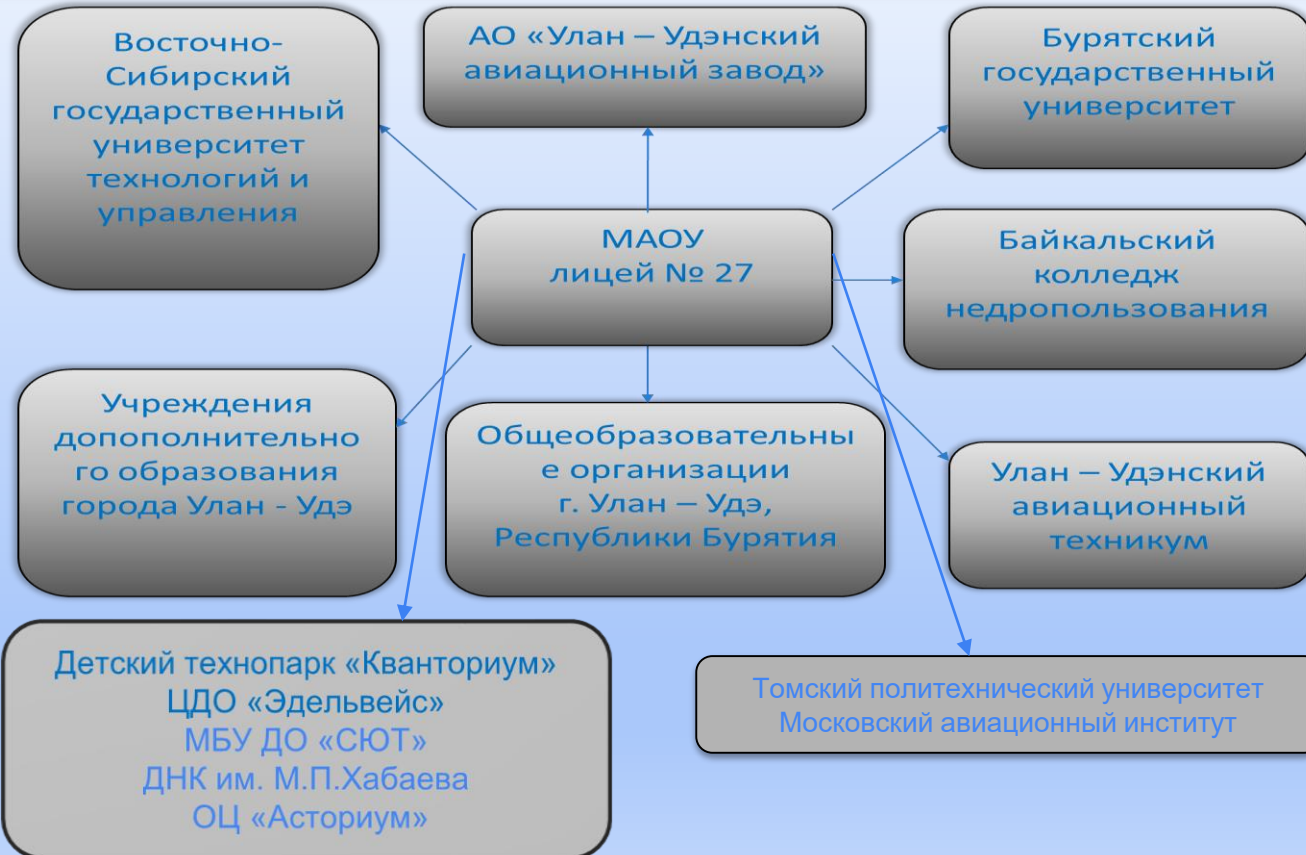 Восточно-
Сибирский
государственный
университет
технологий и
управления
АО «Улан – Удэнский
авиационный завод»
Бурятский
государственный
университет
МАОУ
лицей № 27
Байкальский
колледж
недропользования
Учреждения
допополнительно
го образования
города Улан - Удэ
Общеобразовательны
е организации
г. Улан – Удэ,
Республики Бурятия
Улан – Удэнский
авиационный
техникум
Детский технопарк «Кванториум»
ЦДО «Эдельвейс»
МБУ ДО «СЮТ»
ДНК им. М.П.Хабаева
ОЦ «Асториум»
Томский политехнический университет
Московский авиационный институт